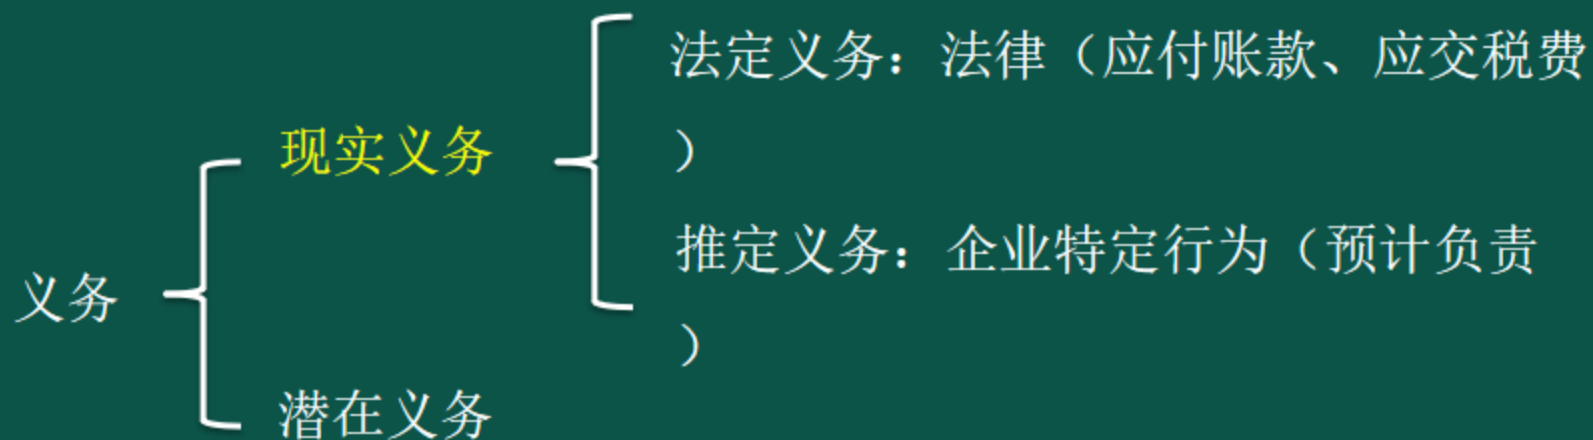 法定义务：法律（应付账款、应交税费
）
现实义务
推定义务：企业特定行为（预计负责
）
义务
潜在义务